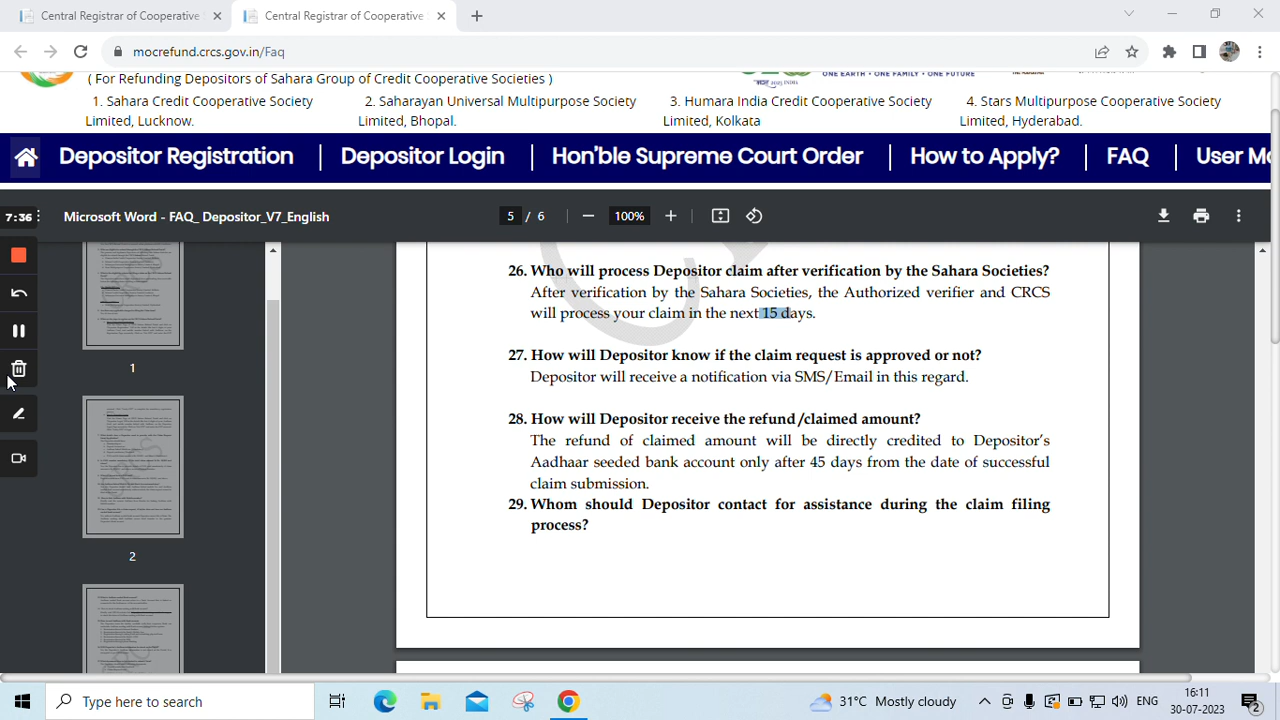 Central Registrar of Cooperative
Central Registrar of Cooperative
mocrefund.crcs.gov.in/Faq
( For Refunding Depositors of Sahara Group of Credit Cooperative Societies )
ONE EARTH • ONE FAMILY • ONE FUTURE
1. Sahara Credit Cooperative Society Limited, Lucknow.
2. Saharayan Universal Multipurpose Society Limited, Bhopal.
3. Humara India Credit Cooperative Society Limited, Kolkata
4. Stars Multipurpose Cooperative Society Limited, Hyderabad.
Depositor Registration | Depositor Login | Hon'ble Supreme Court Order | How to Apply? | FAQ | User Ma
7:36
Microsoft Word - FAQ_ Depositor_V7_English
5 / 6
100%
26. Who will process Depositor claim after verification by the Sahara Societies?
After verification by the Sahara Societies, the Authorized verifier and CRCS
will process your claim in the next 15 days.
27. How will Depositor know if the claim request is approved or not?
Depositor will receive a notification via SMS/Email in this regard.
28. How will Depositor receive the refund/claimed amount?
The refund of claimed amount will be directly credited to Depositor's
Aadhaar seeded bank account only after 45 days from the date of successful
claim submission.
29. Whom should Depositor contact for assistance during the claim filing
process?
1
2
Type here to search
31°C Mostly cloudy
ENG
16:11
30-07-2023
2